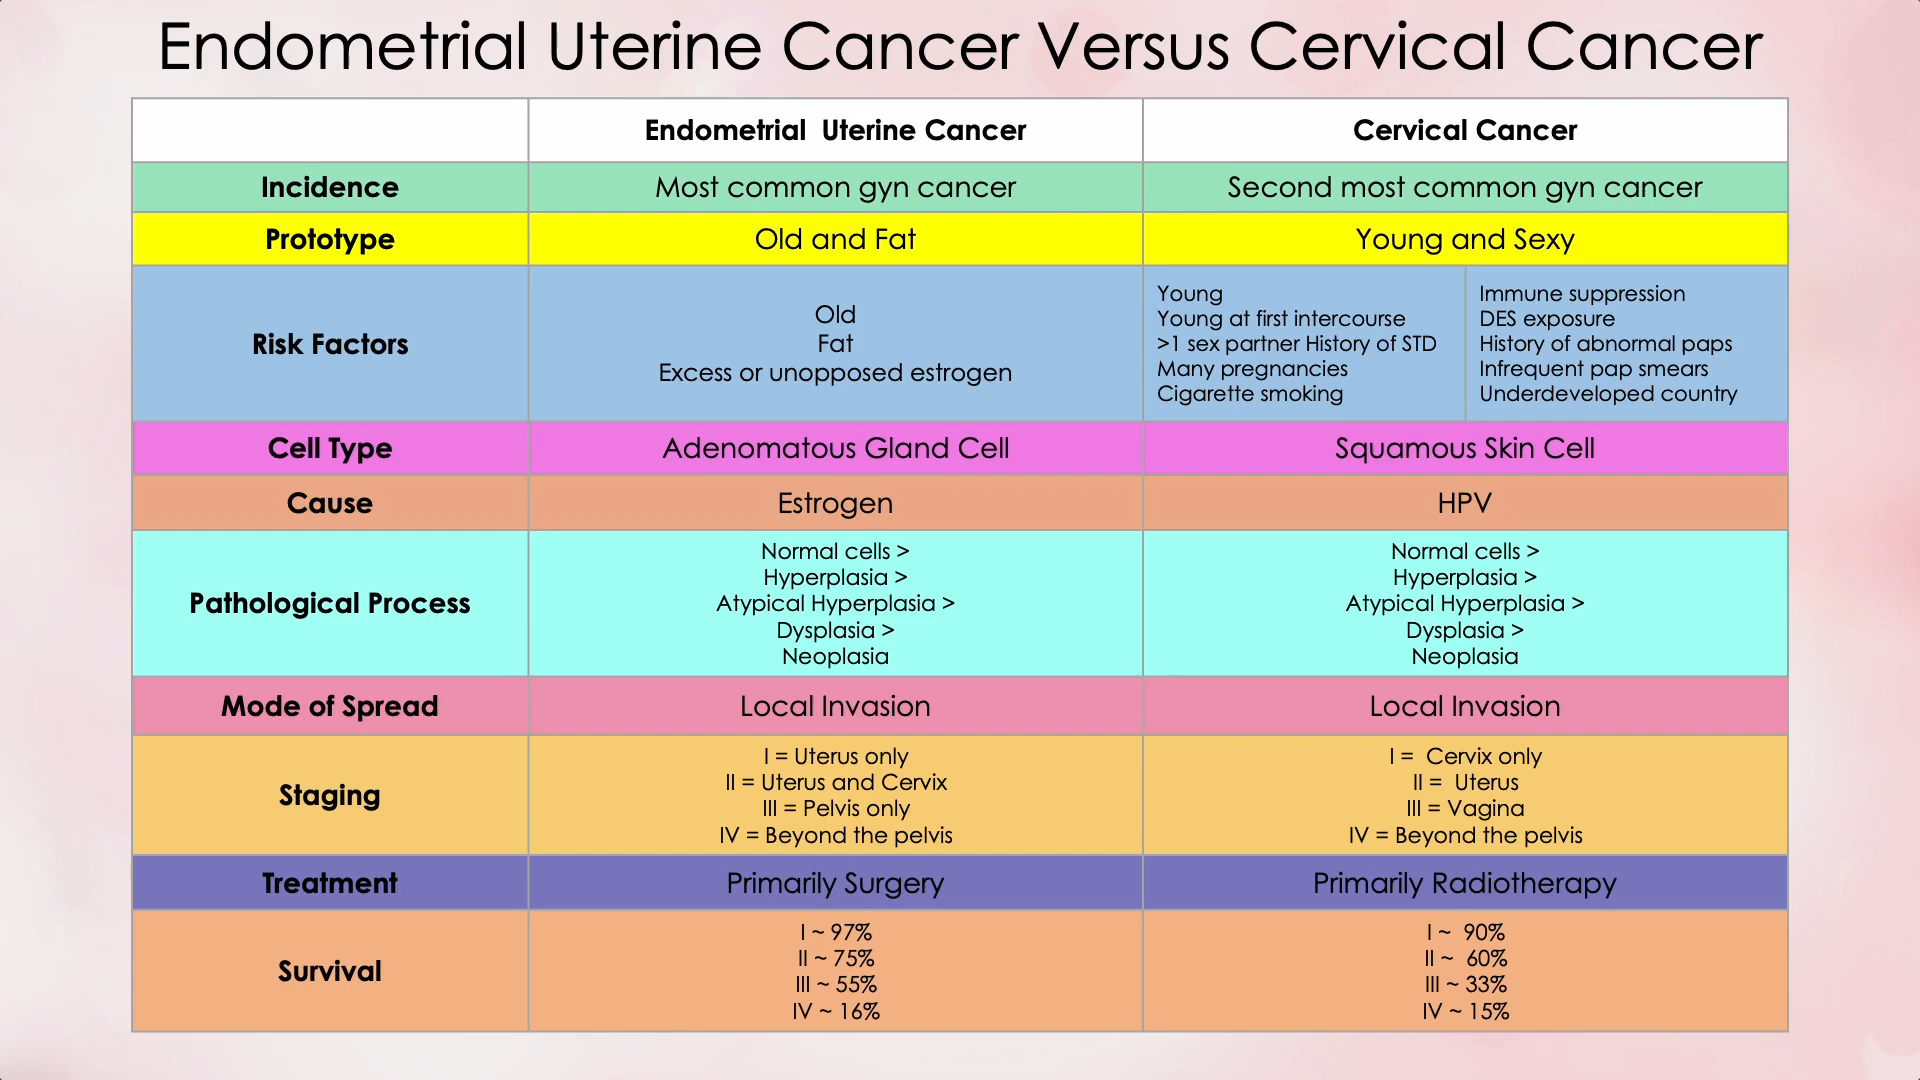 Endometrial Uterine Cancer Versus Cervical Cancer
Endometrial  Uterine Cancer
Cervical Cancer
Incidence
Most common gyn cancer
Second most common gyn cancer
Prototype
Old and Fat
Young and Sexy
Risk Factors
Old
Fat
Excess or unopposed estrogen
Young
Young at first intercourse
>1 sex partner History of STD
Many pregnancies
Cigarette smoking
Immune suppression
DES exposure
History of abnormal paps
Infrequent pap smears
Underdeveloped country
Cell Type
Adenomatous Gland Cell
Squamous Skin Cell
Cause
Estrogen
HPV
Pathological Process
Normal cells >
Hyperplasia >
Atypical Hyperplasia >
Dysplasia >
Neoplasia
Normal cells >
Hyperplasia >
Atypical Hyperplasia >
Dysplasia >
Neoplasia
Mode of Spread
Local Invasion
Local Invasion
Staging
I = Uterus only
II = Uterus and Cervix
III = Pelvis only
IV = Beyond the pelvis
I =  Cervix only
II =  Uterus
III = Vagina
IV = Beyond the pelvis
Treatment
Primarily Surgery
Primarily Radiotherapy
Survival
I ~ 97%
II ~ 75%
III ~ 55%
IV ~ 16%
I ~  90%
II ~  60%
III ~ 33%
IV ~ 15%